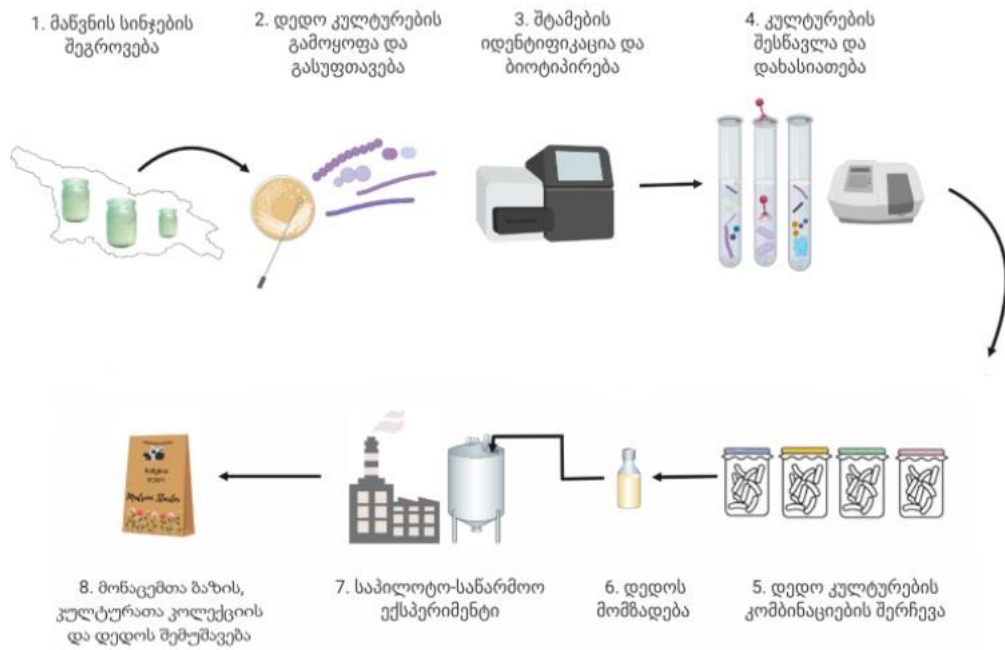 1. მაწვნის სინჯების
შეგროვება
2. დედო კულტურების
გამოყოფა და
გასუფთავება
3. შტამების
იდენტიფიკაცია და
ბიოტიპირება
4. კულტურების
შესწავლა და
დახასიათება
5. დედო კულტურების
კომბინაციების შერჩევა
6. დედოს
მომზადება
7. საპილოტო-საწარმოო
ექსპერიმენტი
8. მონაცემთა ბაზის,
კულტურათა კოლექციის
და დედოს შემუშავება